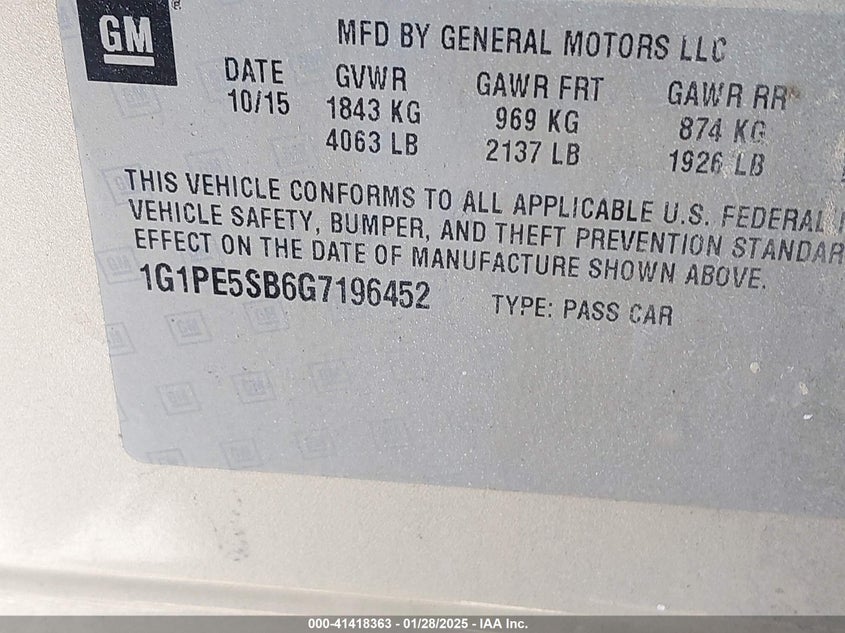 GM
MFD BY GENERAL MOTORS LLC
DATE GVWR GAWR FRT GAWR RR
10/15 1843 KG 969 KG 874 KG
4063 LB 2137 LB 1926 LB
THIS VEHICLE CONFORMS TO ALL APPLICABLE U.S. FEDERAL
VEHICLE SAFETY, BUMPER, AND THEFT PREVENTION STANDAR
EFFECT ON THE DATE OF MANUFACTURE SHOWN ABOVE.
1G1PE5SB6G7196452 TYPE: PASS CAR
000-41418363 — 01/28/2025 — IAA Inc.